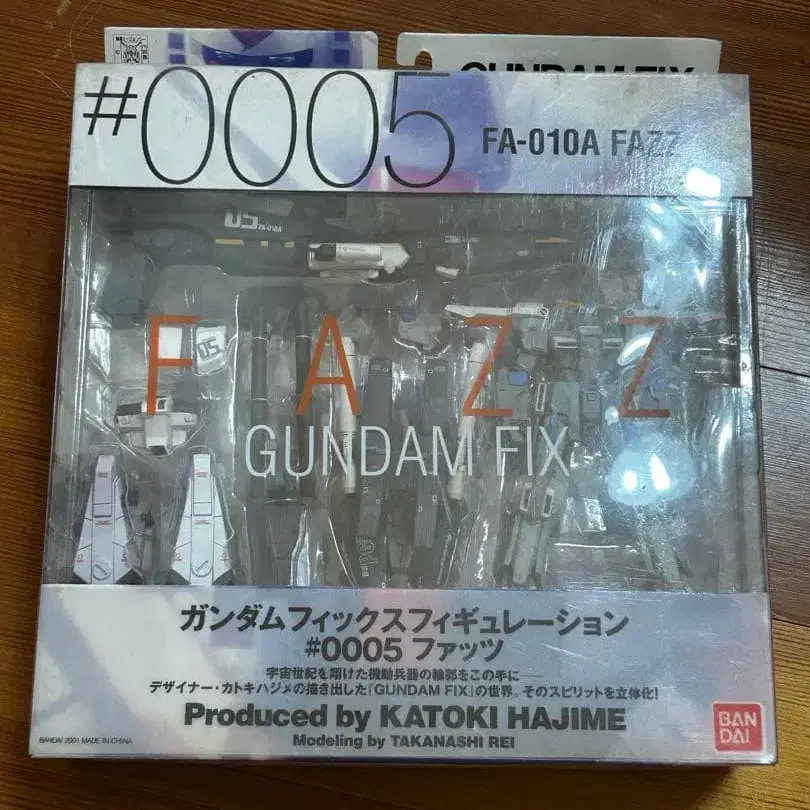 GUNDAM FIX
#0005
FA-010A FAZZ
05
FA-010A
05
FAZZ
GUNDAM FIX
ガンダムフィックスフィギュレーション
#0005 ファッツ
宇宙世紀を翔けた機動兵器の輪郭をこの手に——
デザイナー・カトキハジメの描き出した「GUNDAM FIX」の世界。そのスピリットを立体化!
Produced by KATOKI HAJIME
Modeling by TAKANASHI REI
BANDAI 2001 MADE IN CHINA
BAN
DAI